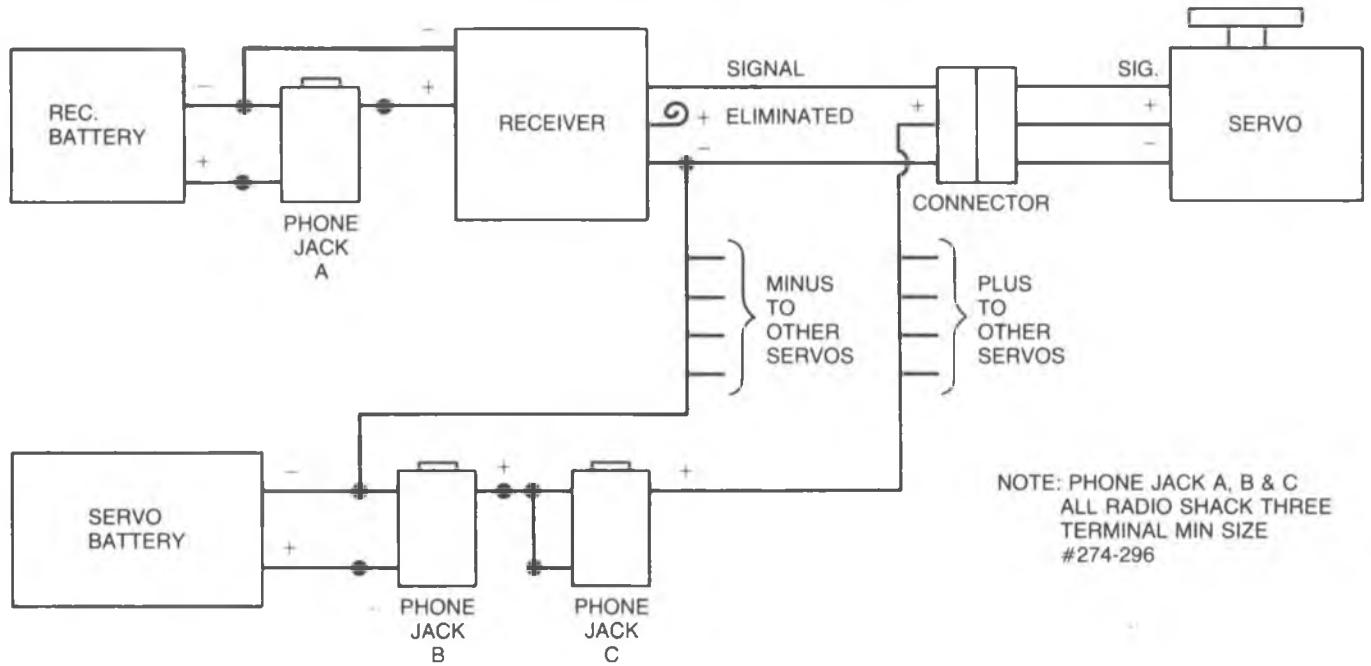 REC.
BATTERY
−
+
PHONE
JACK
A
−
+
RECEIVER
SIGNAL
+ ELIMINATED
−
+
CONNECTOR
SIG.
+
−
SERVO
MINUS
TO
OTHER
SERVOS
PLUS
TO
OTHER
SERVOS
SERVO
BATTERY
−
+
PHONE
JACK
B
+
PHONE
JACK
C
+
NOTE: PHONE JACK A, B & C
ALL RADIO SHACK THREE
TERMINAL MIN SIZE
#274-296